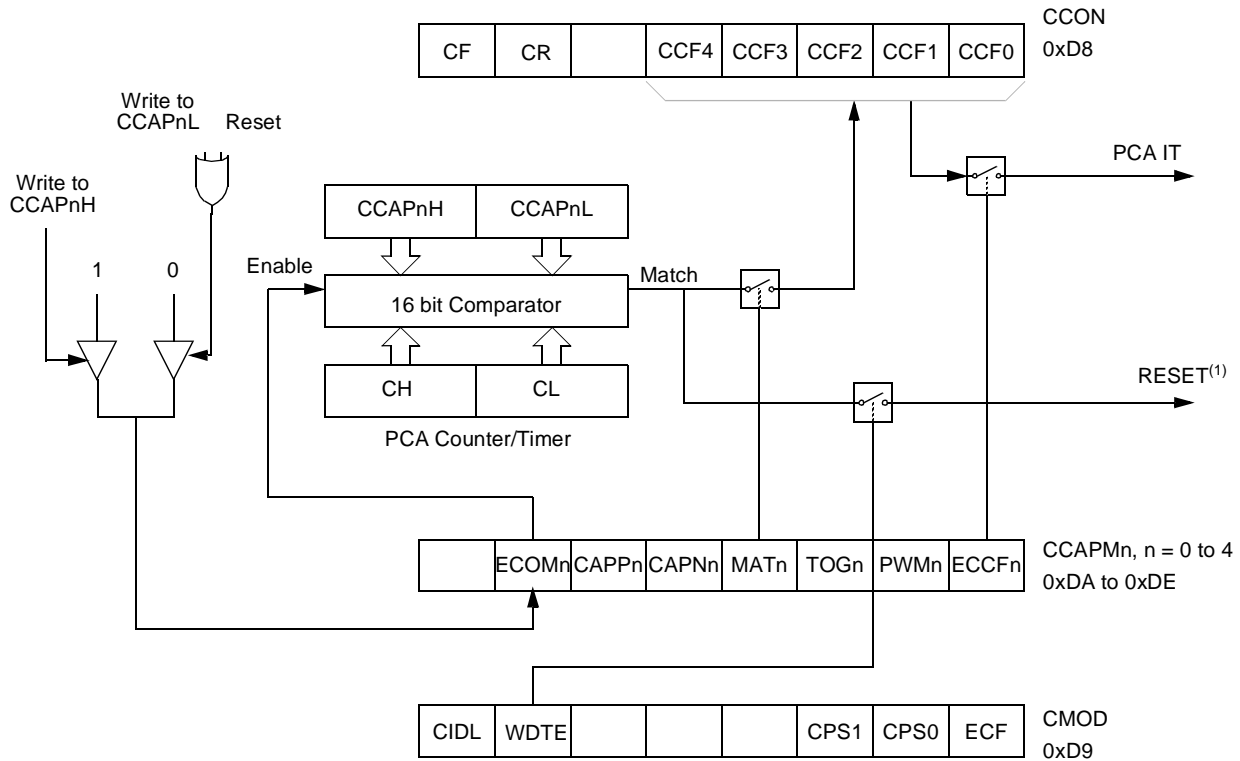 CCON
CF CR CCF4 CCF3 CCF2 CCF1 CCF0
0xD8
Write to
CCAPnL Reset
PCA IT
Write to
CCAPnH
CCAPnH CCAPnL
1 0
Enable
Match
16 bit Comparator
RESET(1)
CH CL
PCA Counter/Timer
ECOMn CAPPn CAPNn MATn TOGn PWMn ECCFn
CCAPMn, n = 0 to 4
0xDA to 0xDE
CIDL WDTE CPS1 CPS0 ECF
CMOD
0xD9